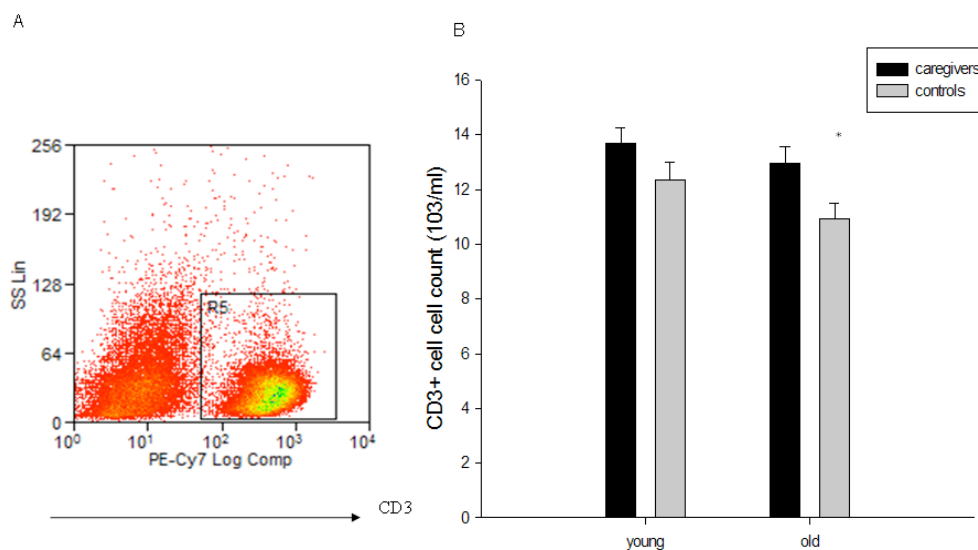 A
256
192
128
64
0
SS Lin
R5
10⁰ 10¹ 10² 10³ 10⁴
PE-Cy7 Log Comp
CD3
B
caregivers
controls
16
14
12
10
8
6
4
2
0
CD3+ cell cell count (103/ml)
*
young old